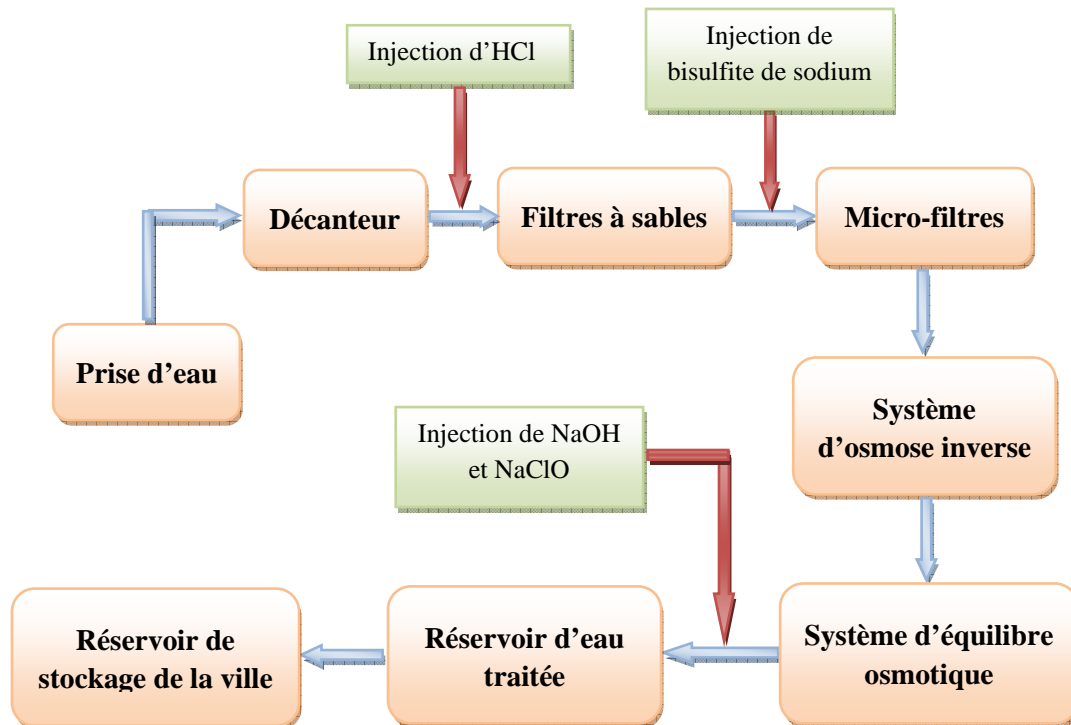 Injection d’HCl
Injection de
bisulfite de sodium
Décanteur
Filtres à sables
Micro-filtres
Prise d’eau
Système
d’osmose inverse
Injection de NaOH
et NaClO
Réservoir de
stockage de la ville
Réservoir d’eau
traitée
Système d’équilibre
osmotique